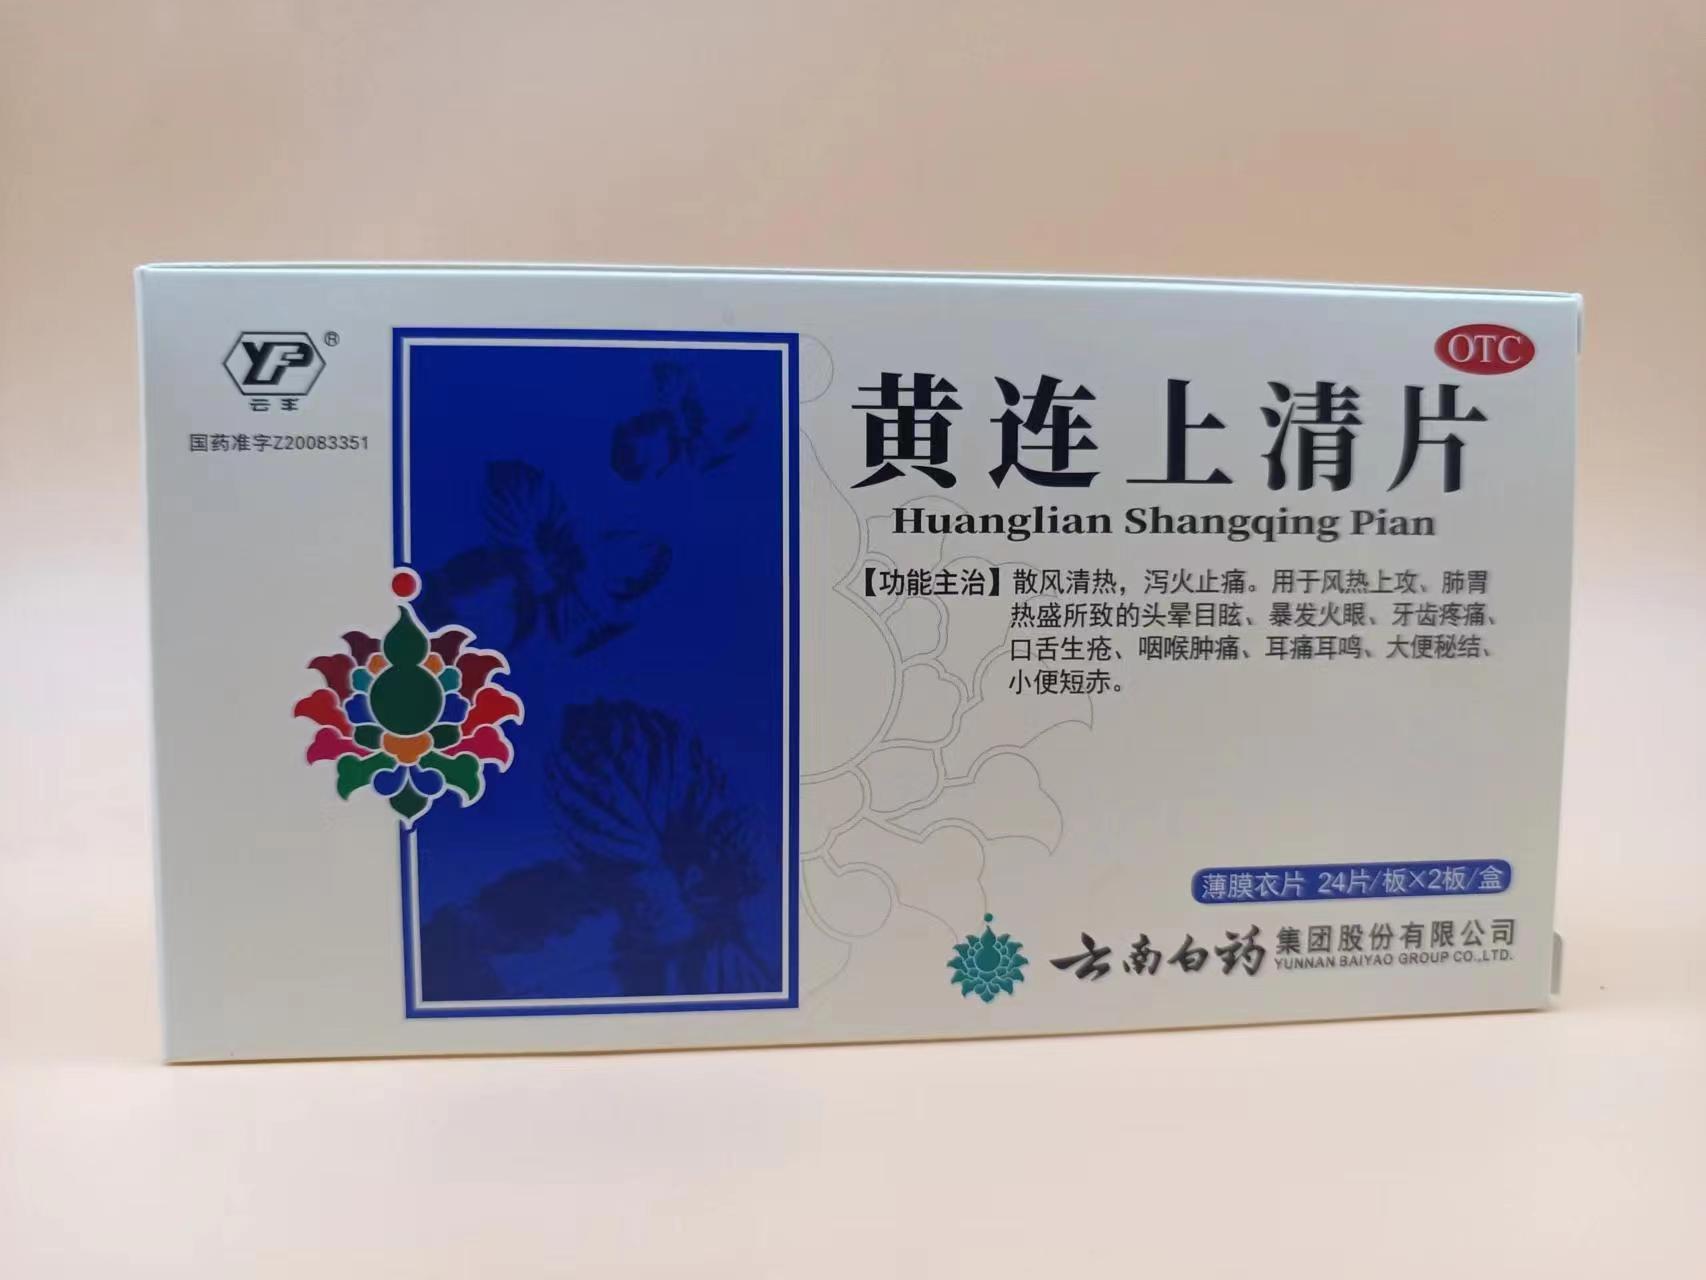 YP®
云丰
国药准字Z20083351
OTC
黄连上清片
Huanglian Shangqing Pian
【功能主治】散风清热，泻火止痛。用于风热上攻、肺胃
热盛所致的头晕目眩、暴发火眼、牙齿疼痛、
口舌生疮、咽喉肿痛、耳痛耳鸣、大便秘结、
小便短赤。
薄膜衣片 24片/板×2板/盒
云南白药 集团股份有限公司
YUNNAN BAIYAO GROUP CO.,LTD.